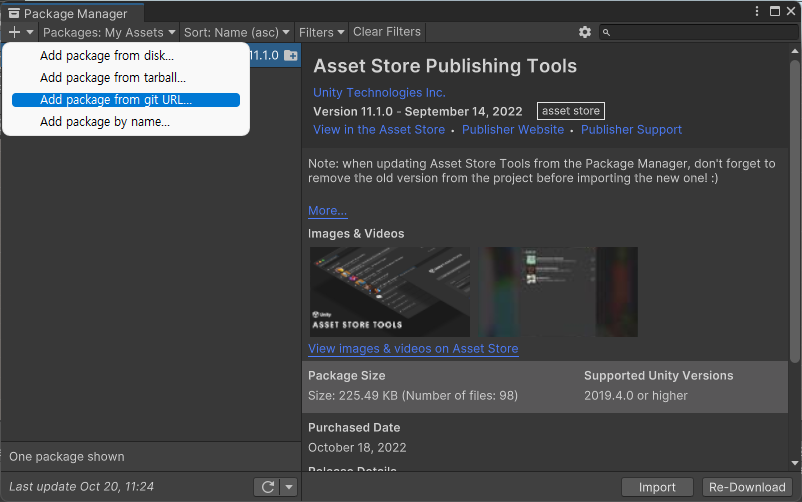 Package Manager
Packages: My Assets
Sort: Name (asc)
Filters
Clear Filters
Add package from disk...
Add package from tarball...
Add package from git URL...
Add package by name...
11.1.0
Asset Store Publishing Tools
Unity Technologies Inc.
Version 11.1.0 - September 14, 2022
asset store
View in the Asset Store • Publisher Website • Publisher Support
Note: when updating Asset Store Tools from the Package Manager, don't forget to
remove the old version from the project before importing the new one! :)
More...
Images & Videos
Unity
ASSET STORE TOOLS
View images & videos on Asset Store
Package Size
Size: 225.49 KB (Number of files: 98)
Supported Unity Versions
2019.4.0 or higher
Purchased Date
October 18, 2022
Release Details
One package shown
Last update Oct 20, 11:24
Import
Re-Download